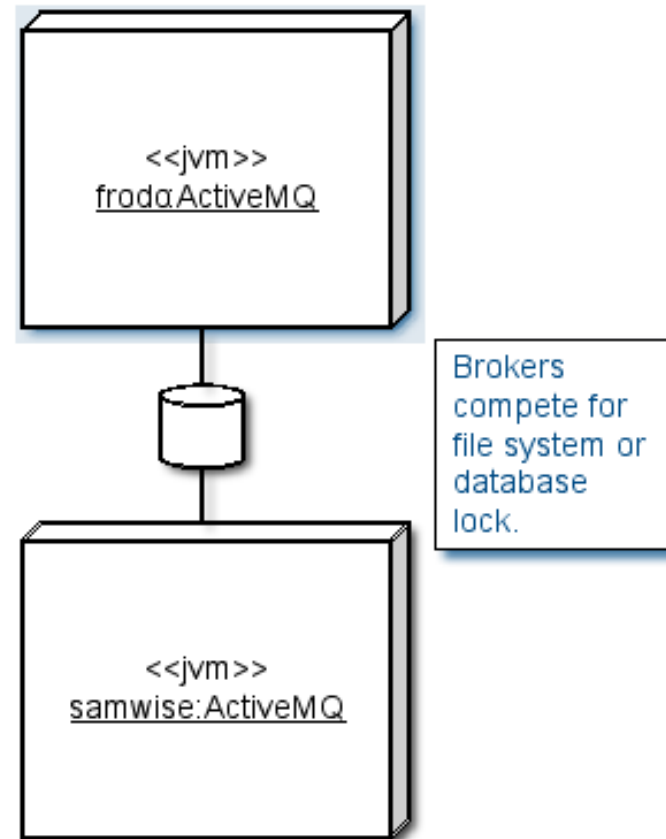 <<jvm>>
frodo:ActiveMQ
Brokers
compete for
file system or
database
lock.
<<jvm>>
samwise:ActiveMQ